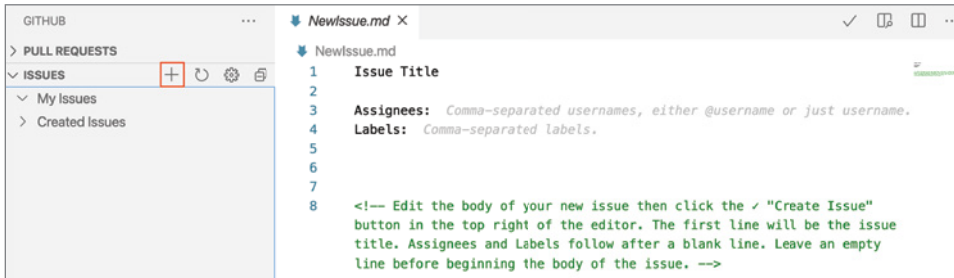 GITHUB
NewIssue.md
PULL REQUESTS
NewIssue.md
ISSUES
1 Issue Title
2
My Issues
3 Assignees: Comma-separated usernames, either @username or just username.
Created Issues
4 Labels: Comma-separated labels.
5
6
7
8 <!-- Edit the body of your new issue then click the ✓ "Create Issue"
button in the top right of the editor. The first line will be the issue
title. Assignees and Labels follow after a blank line. Leave an empty
line before beginning the body of the issue. -->